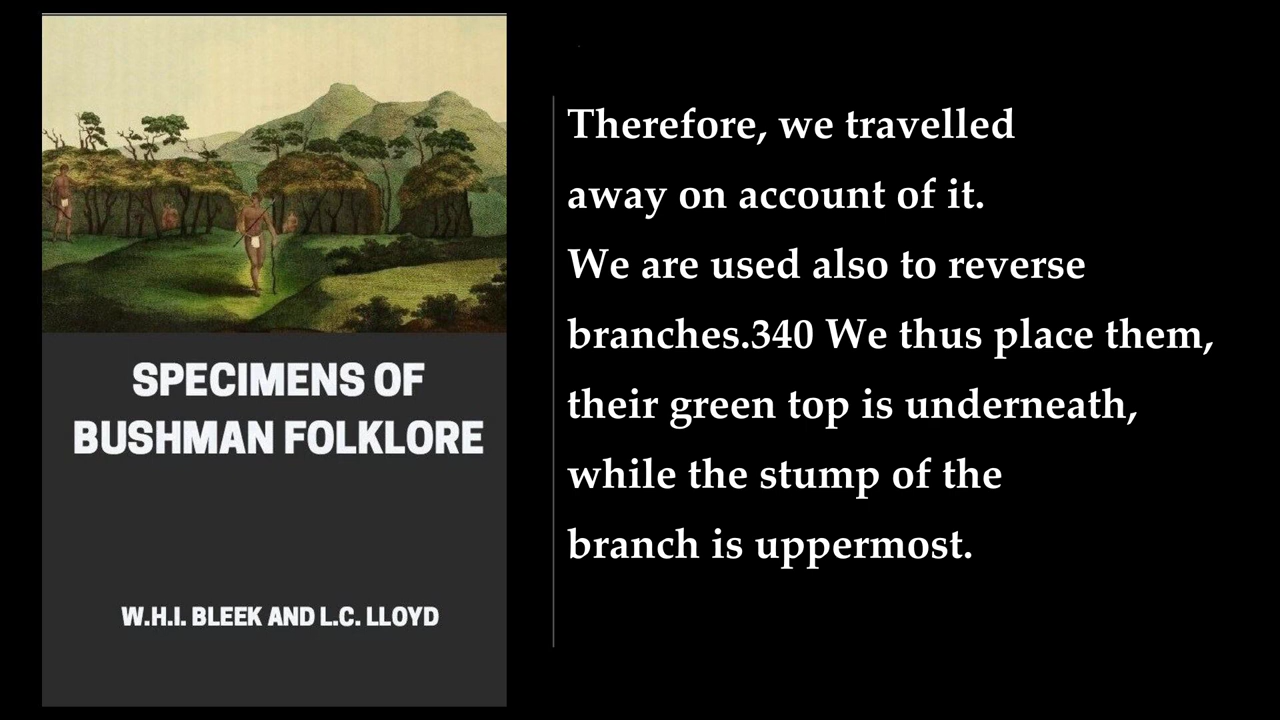 SPECIMENS OF
BUSHMAN FOLKLORE
W.H.I. BLEEK AND L.C. LLOYD
Therefore, we travelled
away on account of it.
We are used also to reverse
branches.340 We thus place them,
their green top is underneath,
while the stump of the
branch is uppermost.